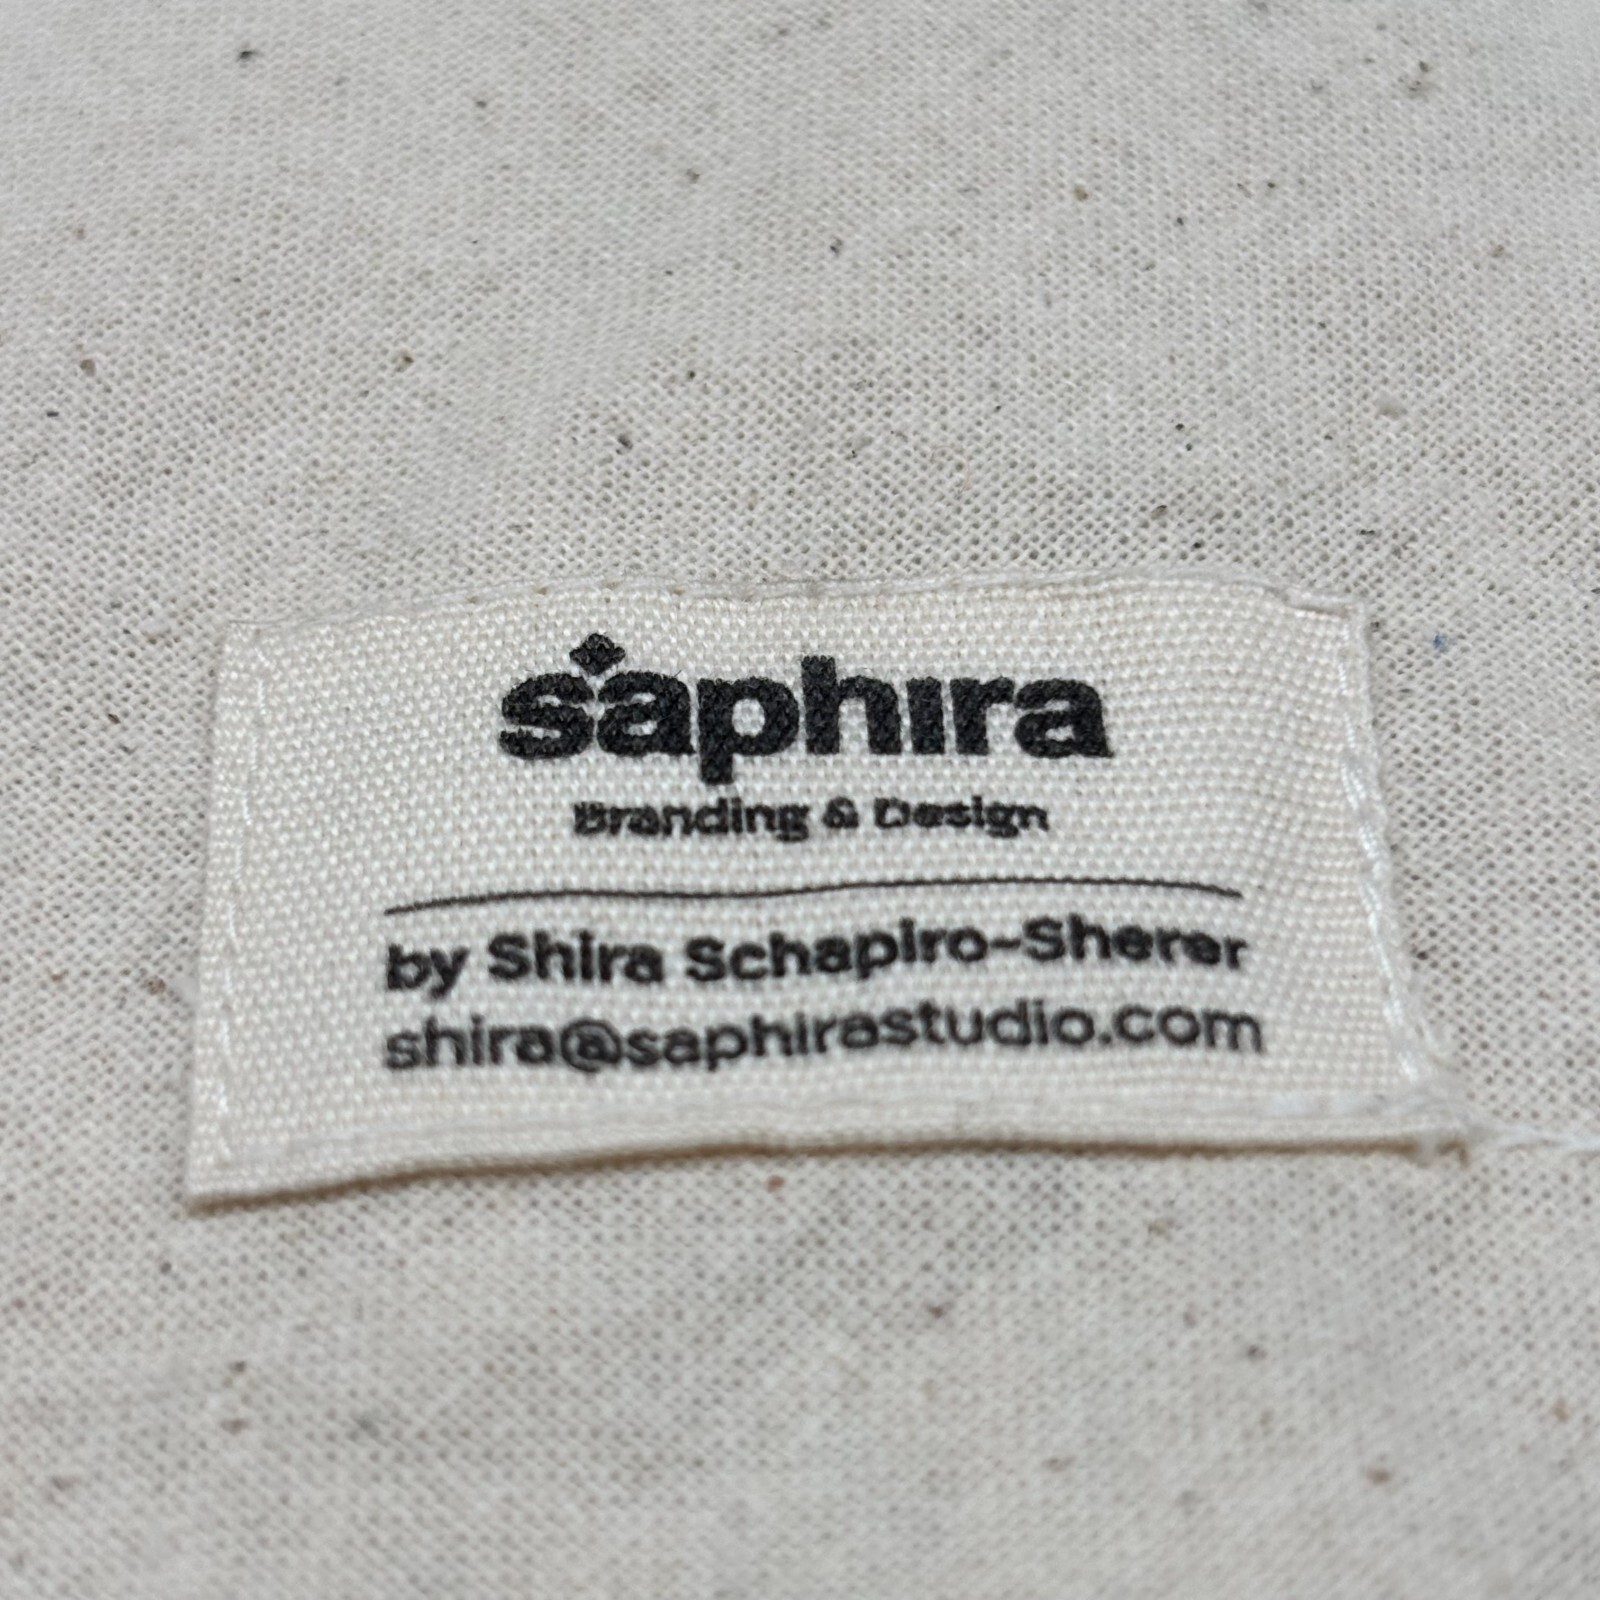 saphira
Branding & Design
by Shira Schapiro-Sherer
shira@saphirastudio.com